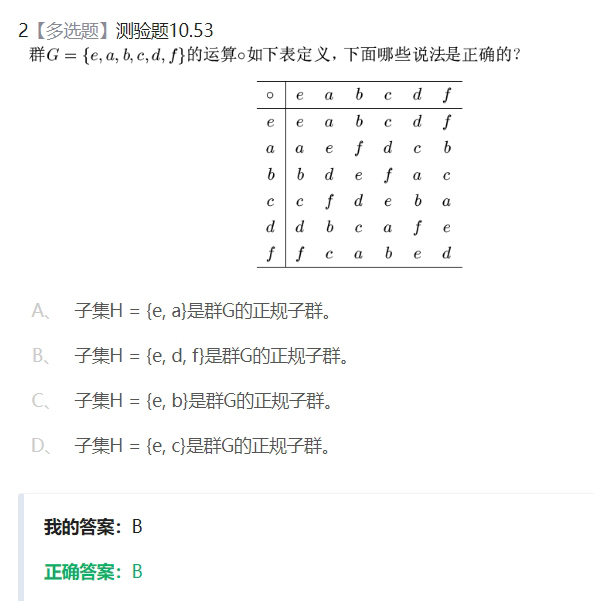 2【多选题】测验题10.53
群G = {e, a, b, c, d, f}的运算∘如下表定义，下面哪些说法是正确的？
∘ e a b c d f
e e a b c d f
a a e f d c b
b b d e f a c
c c f d e b a
d d b c a f e
f f c a b e d
A、 子集H = {e, a}是群G的正规子群。
B、 子集H = {e, d, f}是群G的正规子群。
C、 子集H = {e, b}是群G的正规子群。
D、 子集H = {e, c}是群G的正规子群。
我的答案：B
正确答案：B